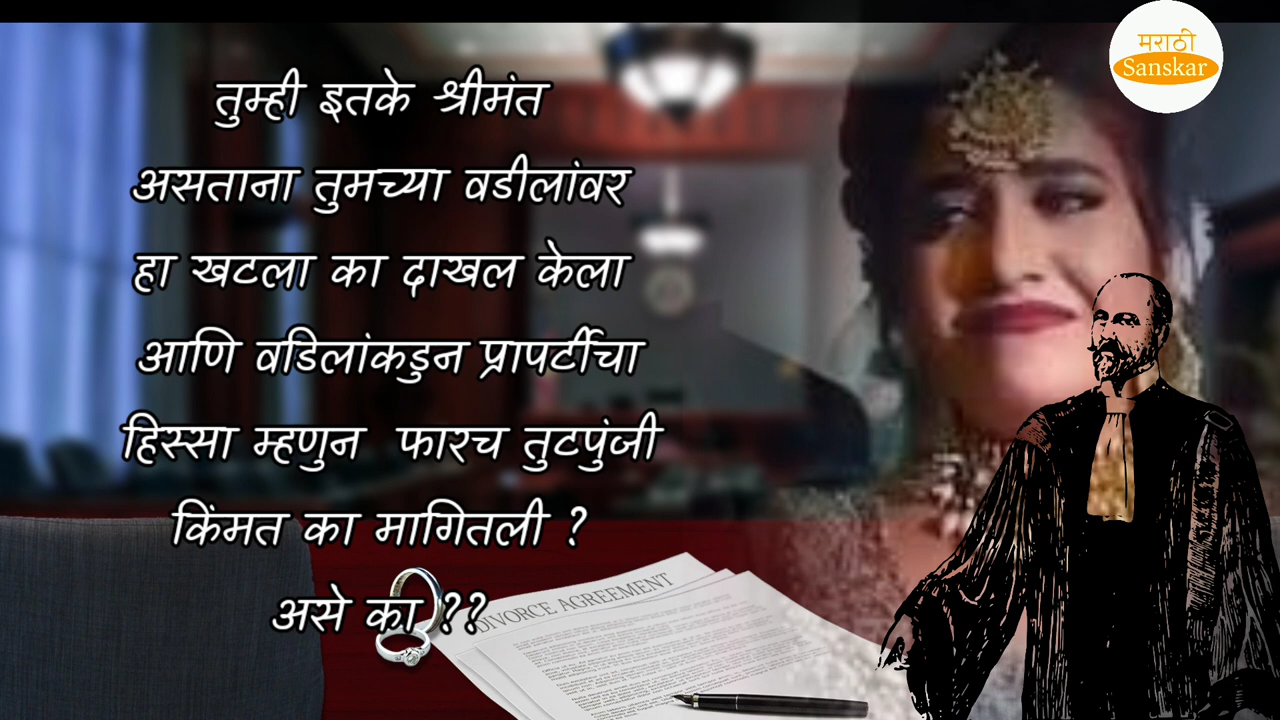 मराठी
Sanskar
तुम्ही इतके श्रीमंत
असताना तुमच्या वडीलांवर
हा खटला का दाखल केला
आणि वडिलांकडुन प्रापर्टीचा
हिस्सा म्हणुन फारच तुटपुंजी
किंमत का मागितली ?
असे का ??
DIVORCE AGREEMENT